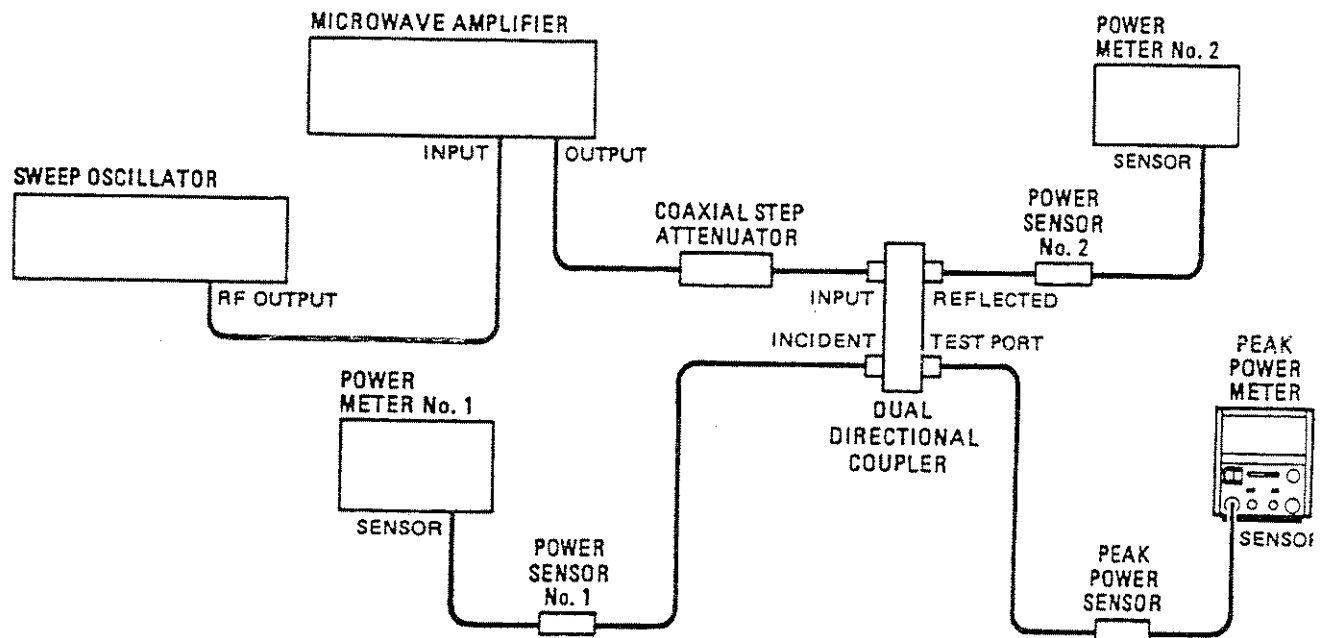 MICROWAVE AMPLIFIER
POWER
METER No. 2
INPUT
OUTPUT
SENSOR
SWEEP OSCILLATOR
COAXIAL STEP
ATTENUATOR
POWER
SENSOR
No. 2
RF OUTPUT
INPUT
REFLECTED
INCIDENT
TEST PORT
PEAK
POWER
METER
POWER
METER No. 1
DUAL
DIRECTIONAL
COUPLER
SENSOR
POWER
SENSOR
No. 1
PEAK
POWER
SENSOR
SENSOR